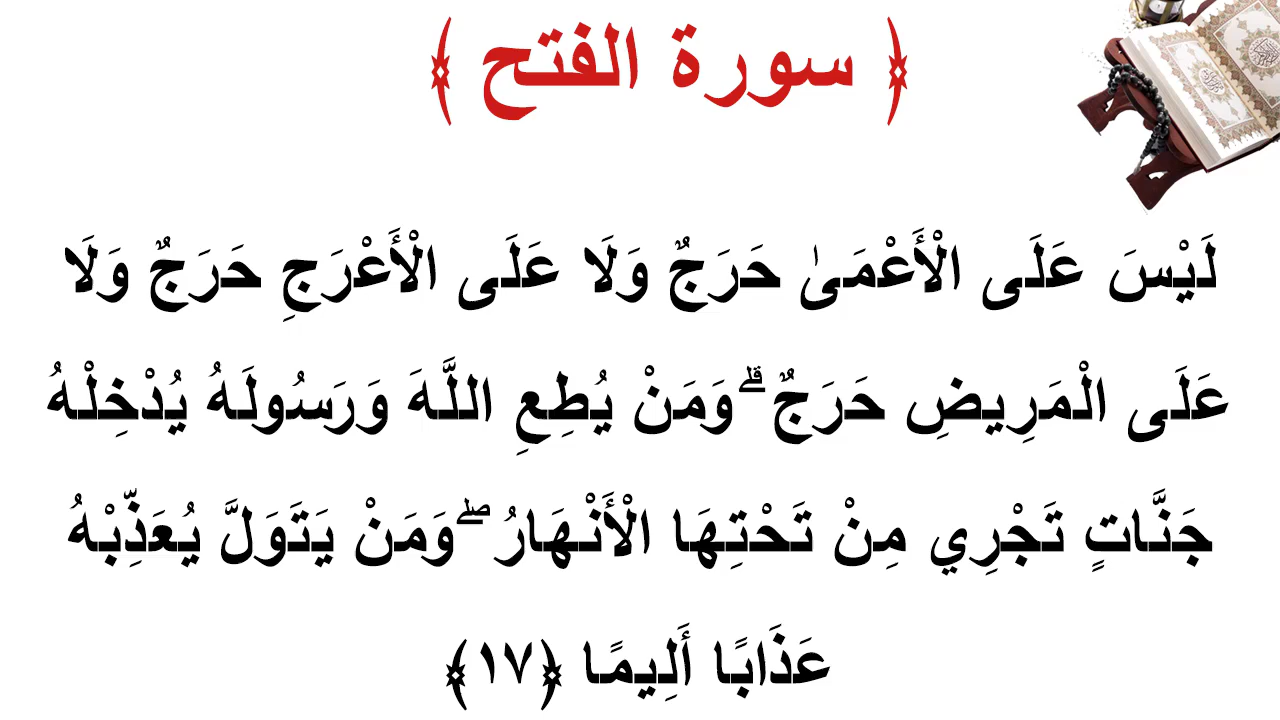 ﴿ سورة الفتح ﴾
لَيْسَ عَلَى الْأَعْمَىٰ حَرَجٌ وَلَا عَلَى الْأَعْرَجِ حَرَجٌ وَلَا
عَلَى الْمَرِيضِ حَرَجٌ ۗ وَمَنْ يُطِعِ اللَّهَ وَرَسُولَهُ يُدْخِلْهُ
جَنَّاتٍ تَجْرِي مِنْ تَحْتِهَا الْأَنْهَارُ ۖ وَمَنْ يَتَوَلَّ يُعَذِّبْهُ
عَذَابًا أَلِيمًا ﴿١٧﴾